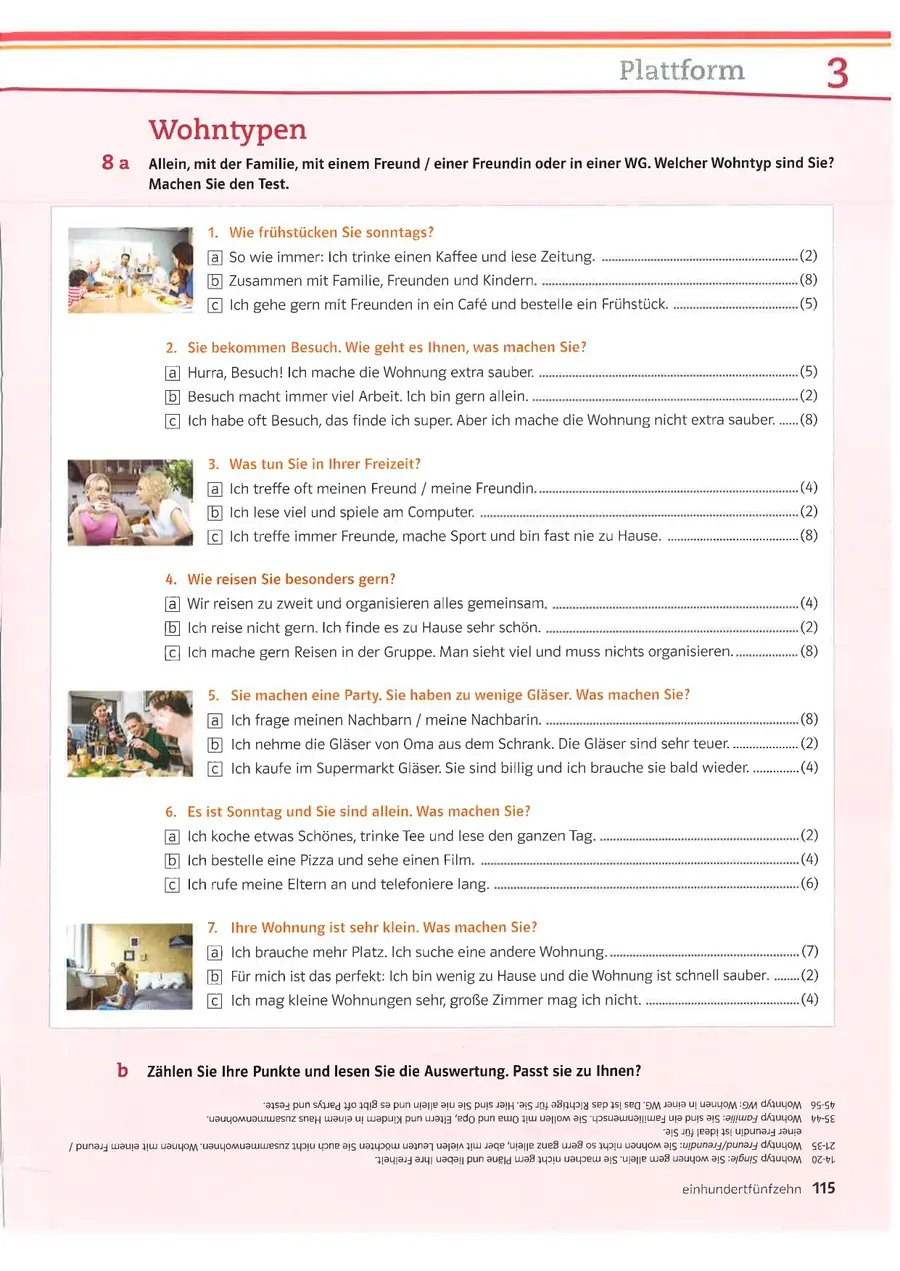 Plattform 3
Wohntypen
8 a Allein, mit der Familie, mit einem Freund / einer Freundin oder in einer WG. Welcher Wohntyp sind Sie?
Machen Sie den Test.
1. Wie frühstücken Sie sonntags?
a So wie immer: Ich trinke einen Kaffee und lese Zeitung. (2)
b Zusammen mit Familie, Freunden und Kindern. (8)
c Ich gehe gern mit Freunden in ein Café und bestelle ein Frühstück. (5)
2. Sie bekommen Besuch. Wie geht es Ihnen, was machen Sie?
a Hurra, Besuch! Ich mache die Wohnung extra sauber. (5)
b Besuch macht immer viel Arbeit. Ich bin gern allein. (2)
c Ich habe oft Besuch, das finde ich super. Aber ich mache die Wohnung nicht extra sauber. (8)
3. Was tun Sie in Ihrer Freizeit?
a Ich treffe oft meinen Freund / meine Freundin. (4)
b Ich lese viel und spiele am Computer. (2)
c Ich treffe immer Freunde, mache Sport und bin fast nie zu Hause. (8)
4. Wie reisen Sie besonders gern?
a Wir reisen zu zweit und organisieren alles gemeinsam. (4)
b Ich reise nicht gern. Ich finde es zu Hause sehr schön. (2)
c Ich mache gern Reisen in der Gruppe. Man sieht viel und muss nichts organisieren. (8)
5. Sie machen eine Party. Sie haben zu wenige Gläser. Was machen Sie?
a Ich frage meinen Nachbarn / meine Nachbarin. (8)
b Ich nehme die Gläser von Oma aus dem Schrank. Die Gläser sind sehr teuer. (2)
c Ich kaufe im Supermarkt Gläser. Sie sind billig und ich brauche sie bald wieder. (4)
6. Es ist Sonntag und Sie sind allein. Was machen Sie?
a Ich koche etwas Schönes, trinke Tee und lese den ganzen Tag. (2)
b Ich bestelle eine Pizza und sehe einen Film. (4)
c Ich rufe meine Eltern an und telefoniere lang. (6)
7. Ihre Wohnung ist sehr klein. Was machen Sie?
a Ich brauche mehr Platz. Ich suche eine andere Wohnung. (7)
b Für mich ist das perfekt: Ich bin wenig zu Hause und die Wohnung ist schnell sauber. (2)
c Ich mag kleine Wohnungen sehr, große Zimmer mag ich nicht. (4)
b Zählen Sie Ihre Punkte und lesen Sie die Auswertung. Passt sie zu Ihnen?
14-20 Wohntyp Single: Sie wohnen gern allein. Sie machen nicht gern Pläne und lieben Ihre Freiheit.
21-35 Wohntyp Freund/Freundin: Sie wohnen nicht so gern ganz allein, aber mit vielen Leuten möchten Sie auch nicht zusammenwohnen. Wohnen mit einem Freund /
einer Freundin ist ideal für Sie.
35-44 Wohntyp Familie: Sie sind ein Familienmensch. Sie wollen mit Oma und Opa, Eltern und Kindern in einem Haus zusammenwohnen.
45-56 Wohntyp WG: Wohnen in einer WG. Das ist das Richtige für Sie. Hier sind Sie nie allein und es gibt oft Partys und Feste.
einhundertfünfzehn 115